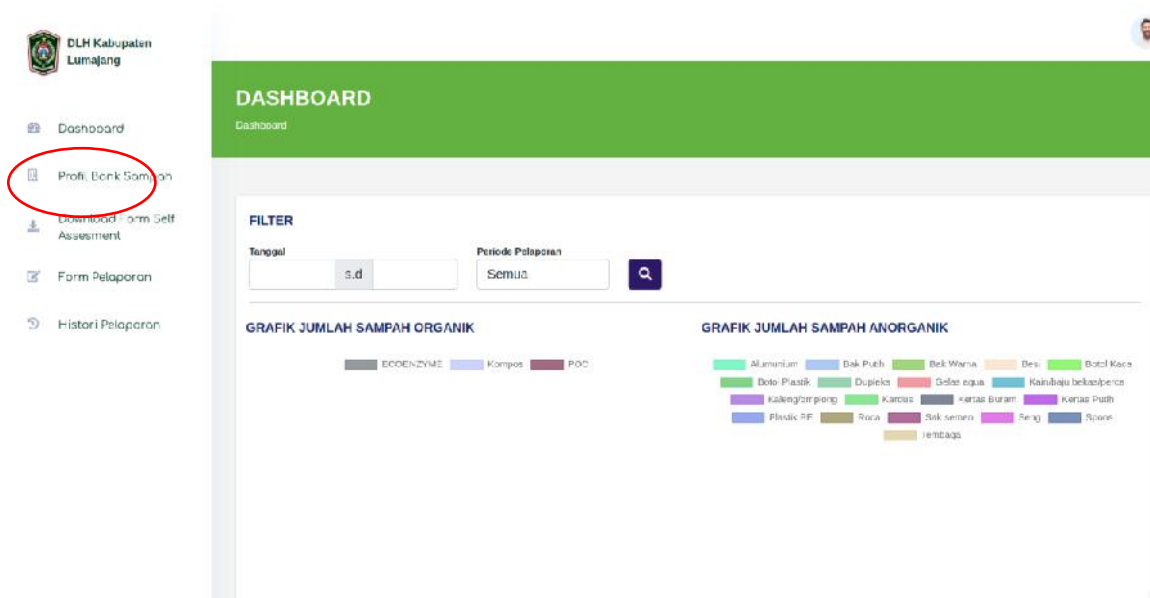 DLH Kabupaten
Lumajang
Dashboard
Profil Bank Sampah
Download Form Self
Assesment
Form Pelaporan
Histori Pelaporan
DASHBOARD
Dashboard
FILTER
Tanggal
s.d
Periode Pelaporan
Semua
GRAFIK JUMLAH SAMPAH ORGANIK
ECOENZYME Kompos POC
GRAFIK JUMLAH SAMPAH ANORGANIK
Alumunium Bak Putih Bak Warna Besi Botol Kaca
Botol Plastik Dupleks Gelas aqua Kain/baju bekas/perca
Kaleng/omplong Kardus Kertas Buram Kertas Putih
Plastik PE Roca Sak semen Seng Spons
Tembaga